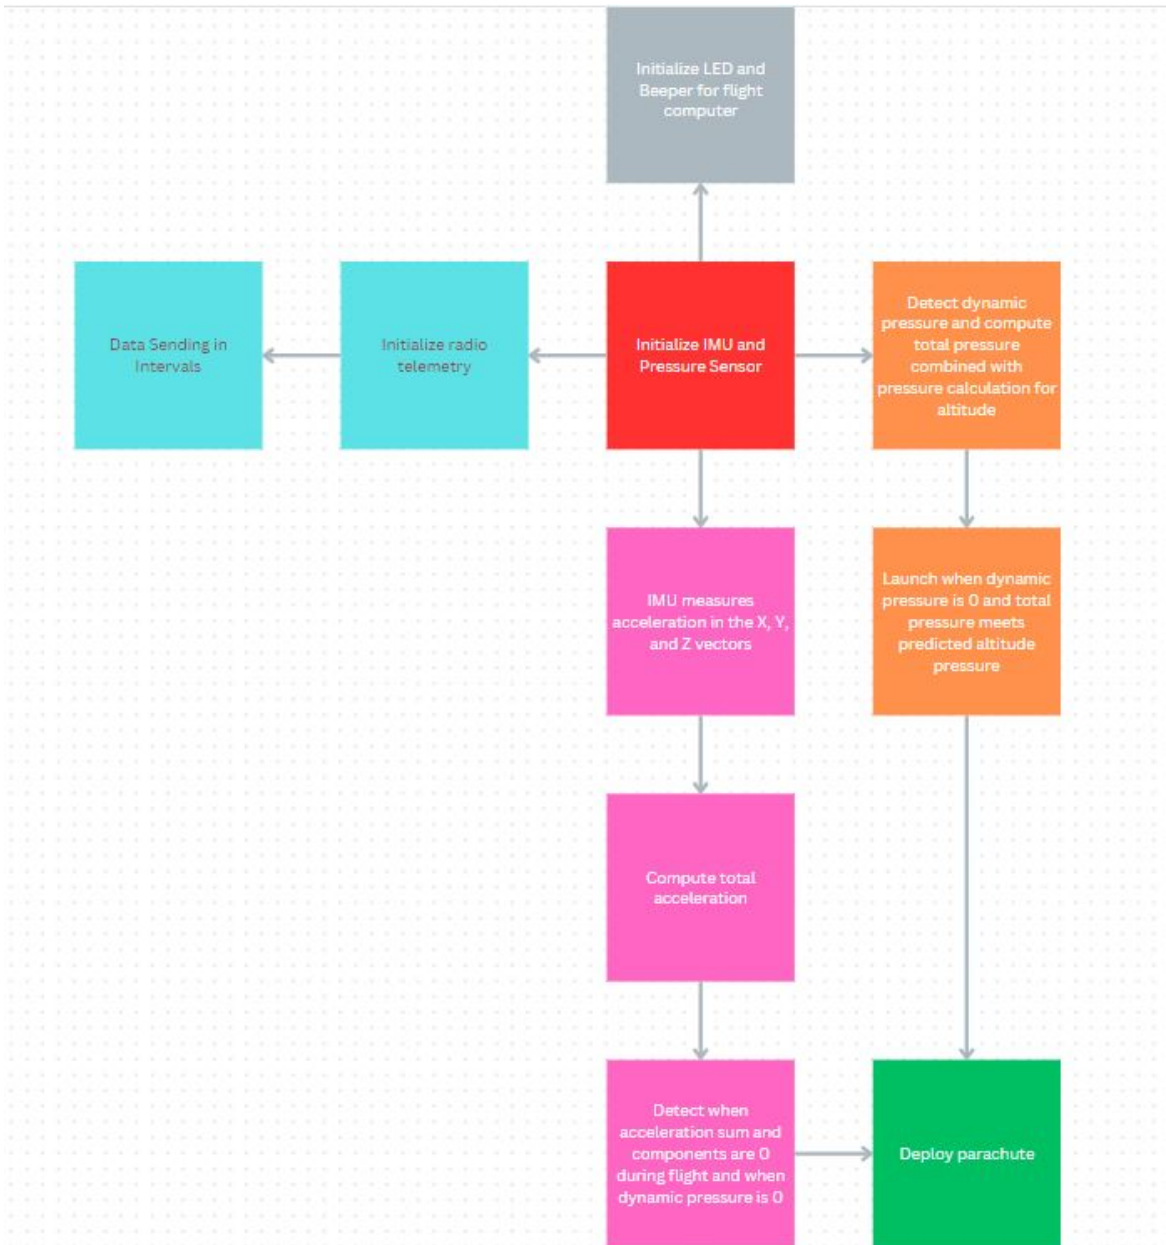 Initialize LED and
Beeper for flight
computer
Data Sending in
Intervals
Initialize radio
telemetry
Initialize IMU and
Pressure Sensor
Detect dynamic
pressure and compute
total pressure
combined with
pressure calculation for
altitude
IMU measures
acceleration in the X, Y,
and Z vectors
Launch when dynamic
pressure is 0 and total
pressure meets
predicted altitude
pressure
Compute total
acceleration
Detect when
acceleration sum and
components are 0
during flight and when
dynamic pressure is 0
Deploy parachute